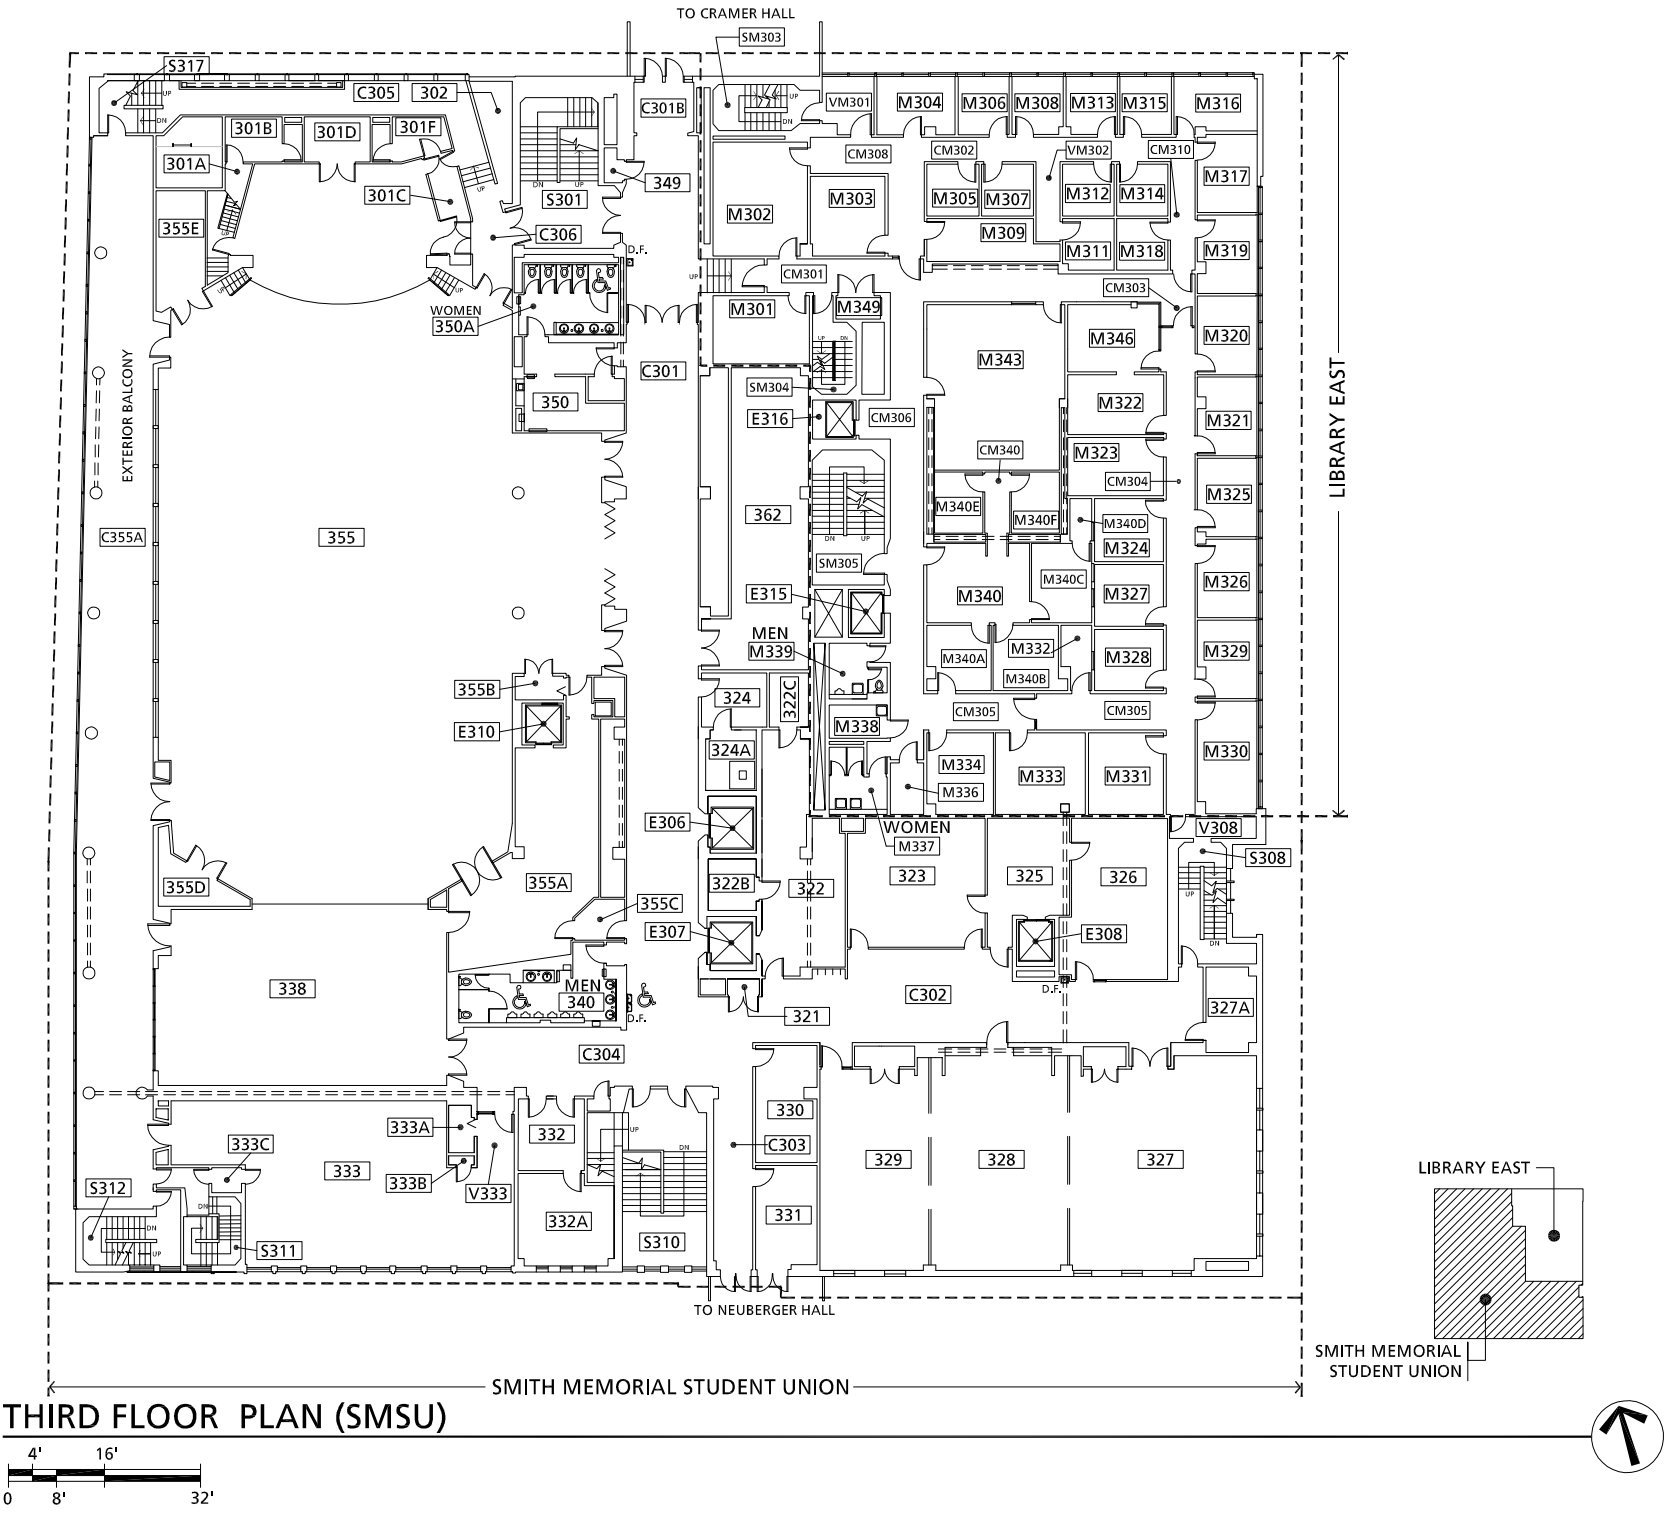 TO CRAMER HALL
SM303
S317
C305
302
C301B
VM301
M304
M306
M308
M313
M315
M316
301B
301D
301F
UP
DN
CM308
CM302
VM302
CM310
301A
301C
349
S301
M305
M307
M312
M314
M317
M302
M303
355E
C306
D.F.
M309
M311
M318
M319
CM301
CM303
WOMEN
350A
M301
M349
M320
EXTERIOR BALCONY
C301
M343
M346
SM304
350
E316
CM306
M322
M321
LIBRARY EAST
CM340
M323
CM304
M325
M340E
M340F
M340D
C355A
355
362
M324
SM305
M340C
M326
E315
M340
M327
MEN
M339
M332
M340A
M340B
M328
M329
355B
324
322C
CM305
CM305
E310
M338
324A
M334
M333
M331
M330
M336
E306
WOMEN
M337
V308
S308
355D
355A
322B
322
323
325
326
355C
E307
E308
338
MEN
340
D.F.
C302
D.F.
321
327A
C304
330
333A
332
C303
333C
333
329
328
327
333B
V333
S312
332A
331
S311
S310
UP
DN
TO NEUBERGER HALL
LIBRARY EAST
SMITH MEMORIAL
STUDENT UNION
SMITH MEMORIAL STUDENT UNION
THIRD FLOOR PLAN (SMSU)
4' 16'
0 8' 32'